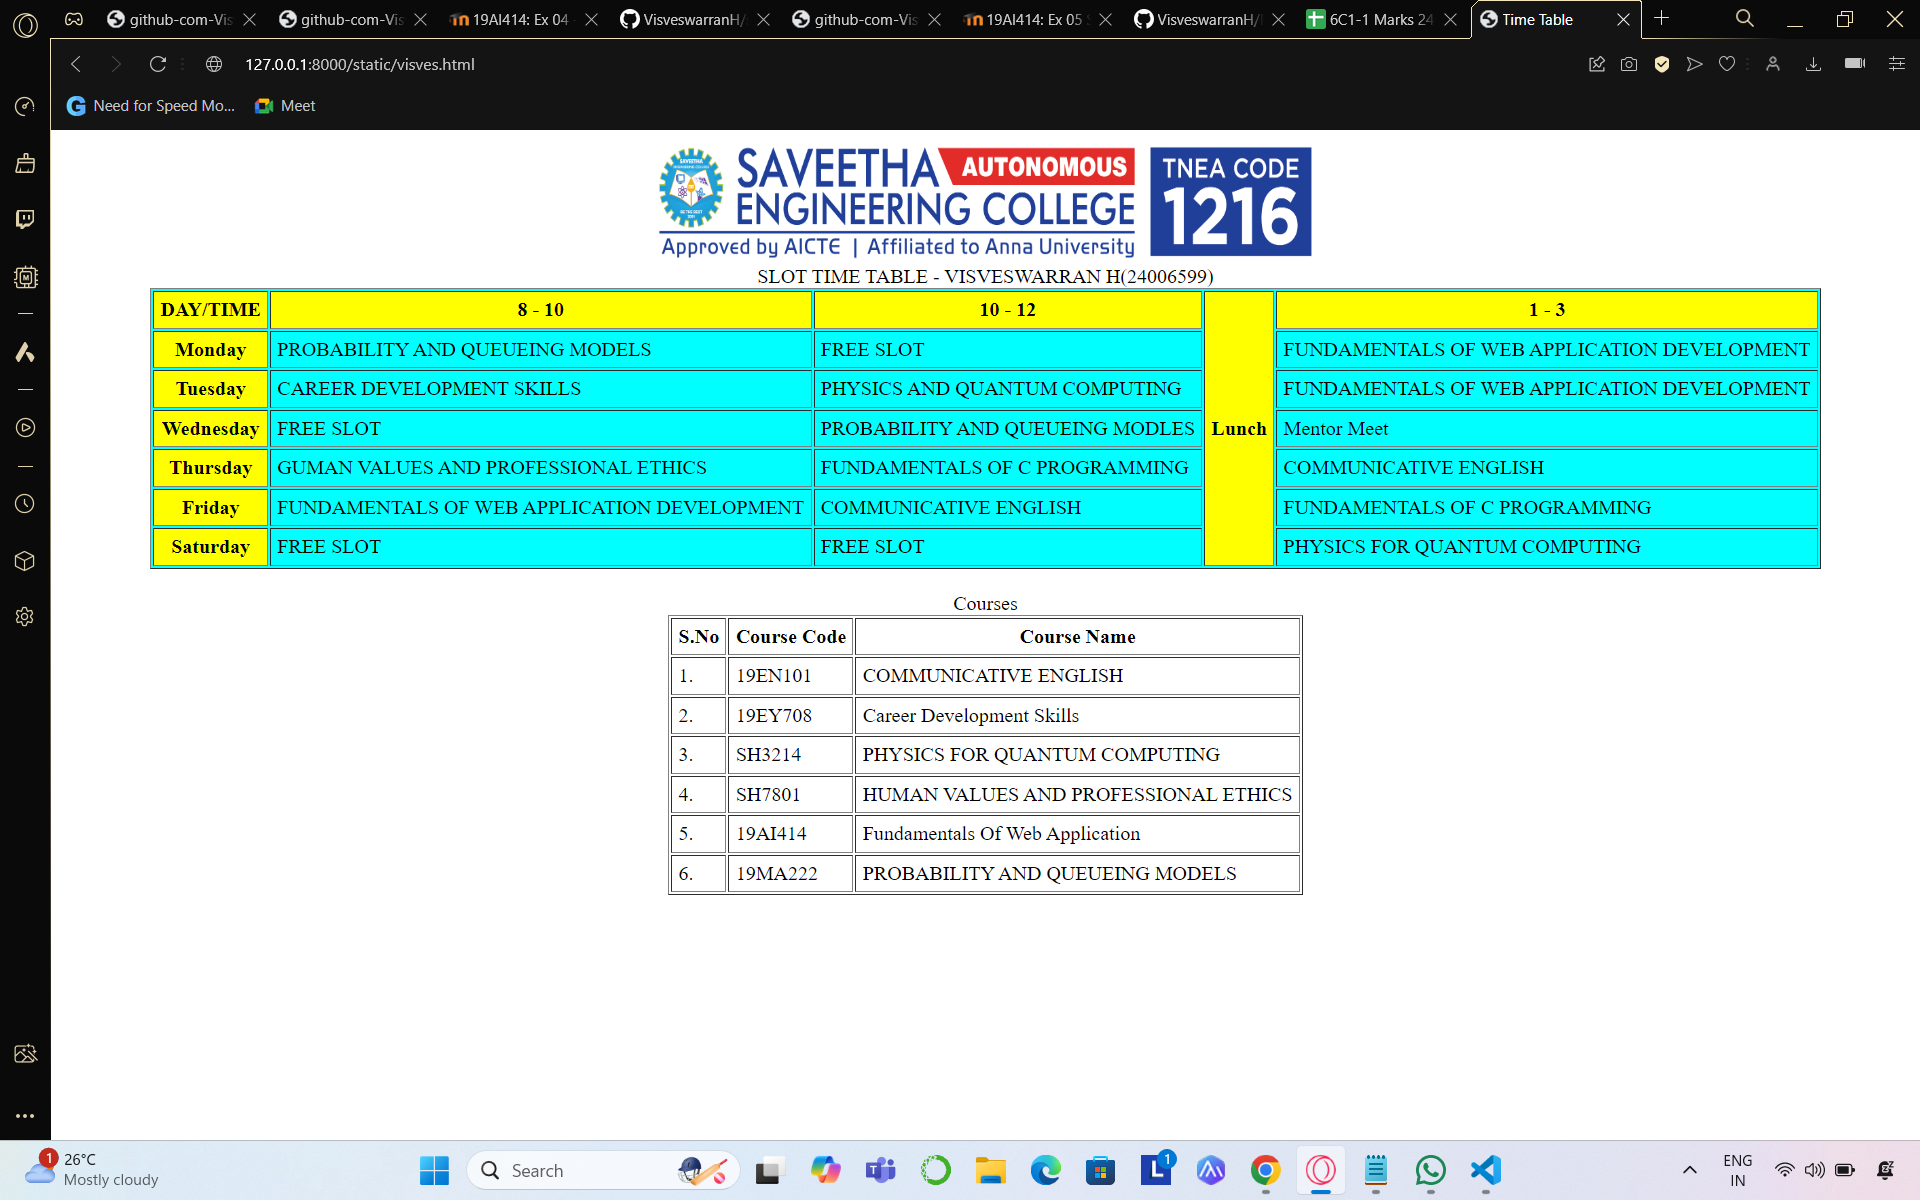 github-com-Vis
github-com-Vis
19AI414: Ex 04
VisveswarranH/
github-com-Vis
19AI414: Ex 05
VisveswarranH/
6C1-1 Marks 24
Time Table
127.0.0.1:8000/static/visves.html
Need for Speed Mo...
Meet
SAVEETHA AUTONOMOUS
ENGINEERING COLLEGE
Approved by AICTE | Affiliated to Anna University
TNEA CODE
1216
SLOT TIME TABLE - VISVESWARRAN H(24006599)
DAY/TIME 8 - 10 10 - 12 Lunch 1 - 3
Monday PROBABILITY AND QUEUEING MODELS FREE SLOT FUNDAMENTALS OF WEB APPLICATION DEVELOPMENT
Tuesday CAREER DEVELOPMENT SKILLS PHYSICS AND QUANTUM COMPUTING FUNDAMENTALS OF WEB APPLICATION DEVELOPMENT
Wednesday FREE SLOT PROBABILITY AND QUEUEING MODLES Mentor Meet
Thursday GUMAN VALUES AND PROFESSIONAL ETHICS FUNDAMENTALS OF C PROGRAMMING COMMUNICATIVE ENGLISH
Friday FUNDAMENTALS OF WEB APPLICATION DEVELOPMENT COMMUNICATIVE ENGLISH FUNDAMENTALS OF C PROGRAMMING
Saturday FREE SLOT FREE SLOT PHYSICS FOR QUANTUM COMPUTING
Courses
S.No Course Code Course Name
1. 19EN101 COMMUNICATIVE ENGLISH
2. 19EY708 Career Development Skills
3. SH3214 PHYSICS FOR QUANTUM COMPUTING
4. SH7801 HUMAN VALUES AND PROFESSIONAL ETHICS
5. 19AI414 Fundamentals Of Web Application
6. 19MA222 PROBABILITY AND QUEUEING MODELS
1
26°C
Mostly cloudy
Search
1
ENG
IN